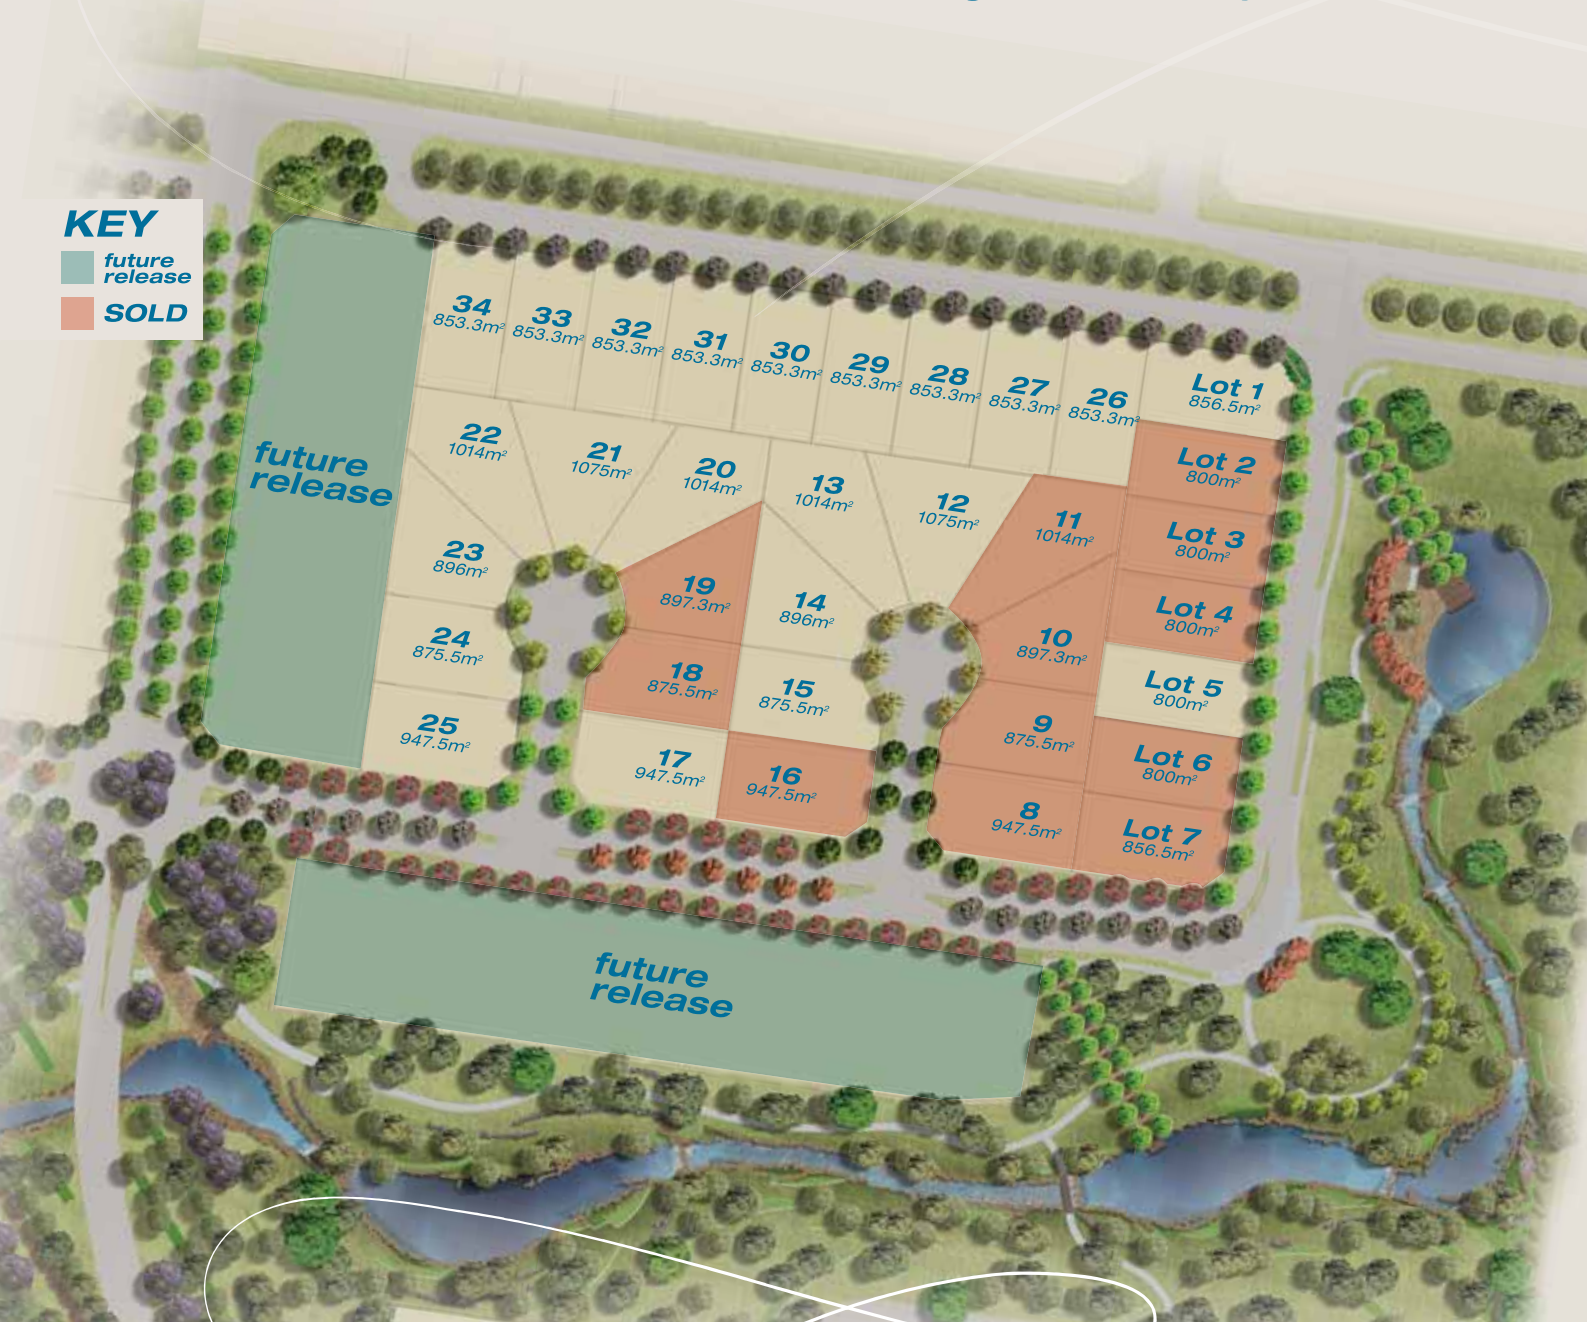 KEY
future
release
SOLD
34
853.3m²
33
853.3m²
32
853.3m²
31
853.3m²
30
853.3m²
29
853.3m²
28
853.3m²
27
853.3m²
26
853.3m²
Lot 1
856.5m²
22
1014m²
21
1075m²
20
1014m²
13
1014m²
12
1075m²
11
1014m²
Lot 2
800m²
Lot 3
800m²
23
896m²
19
897.3m²
14
896m²
10
897.3m²
Lot 4
800m²
24
875.5m²
18
875.5m²
15
875.5m²
9
875.5m²
Lot 5
800m²
25
947.5m²
17
947.5m²
16
947.5m²
8
947.5m²
Lot 6
800m²
Lot 7
856.5m²
future
release
future
release